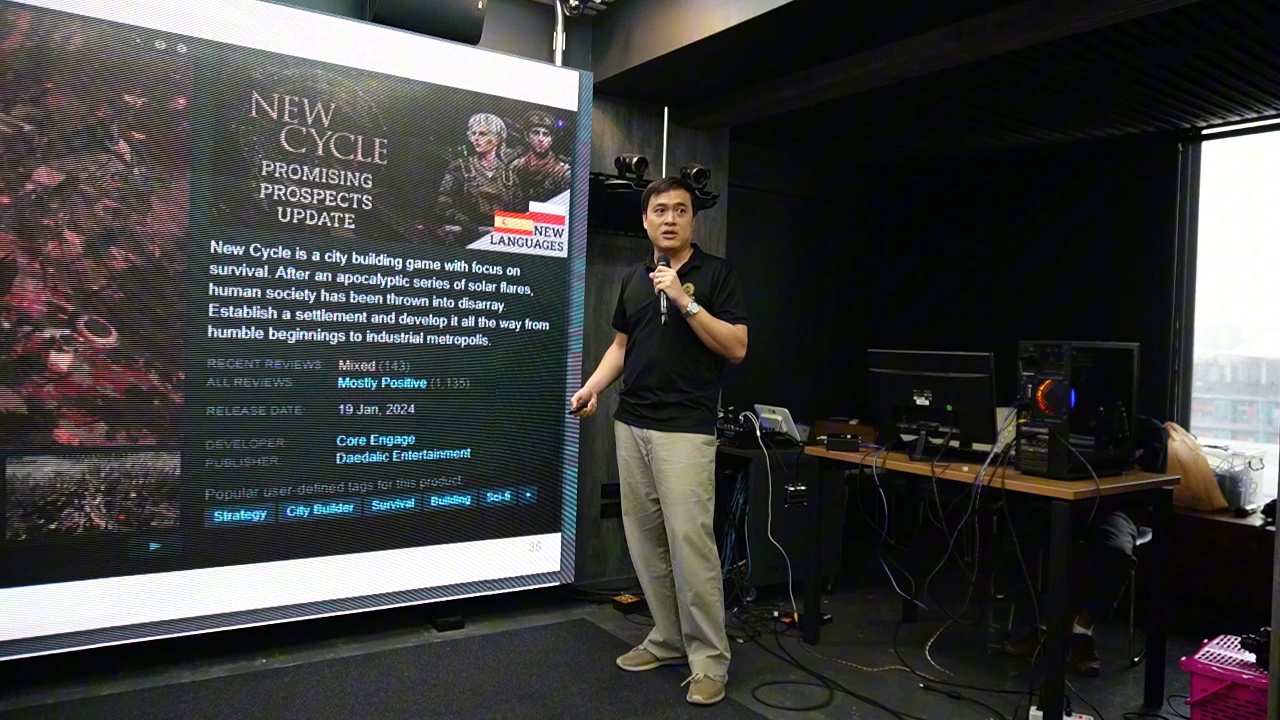 NEW
CYCLE
PROMISING
PROSPECTS
UPDATE
NEW
LANGUAGES
New Cycle is a city building game with focus on
survival. After an apocalyptic series of solar flares,
human society has been thrown into disarray.
Establish a settlement and develop it all the way from
humble beginnings to industrial metropolis.
RECENT REVIEWS: Mixed (143)
ALL REVIEWS: Mostly Positive (1,135)
RELEASE DATE: 19 Jan, 2024
DEVELOPER: Core Engage
PUBLISHER: Daedalic Entertainment
Popular user-defined tags for this product:
Strategy City Builder Survival Building Sci-fi +
35